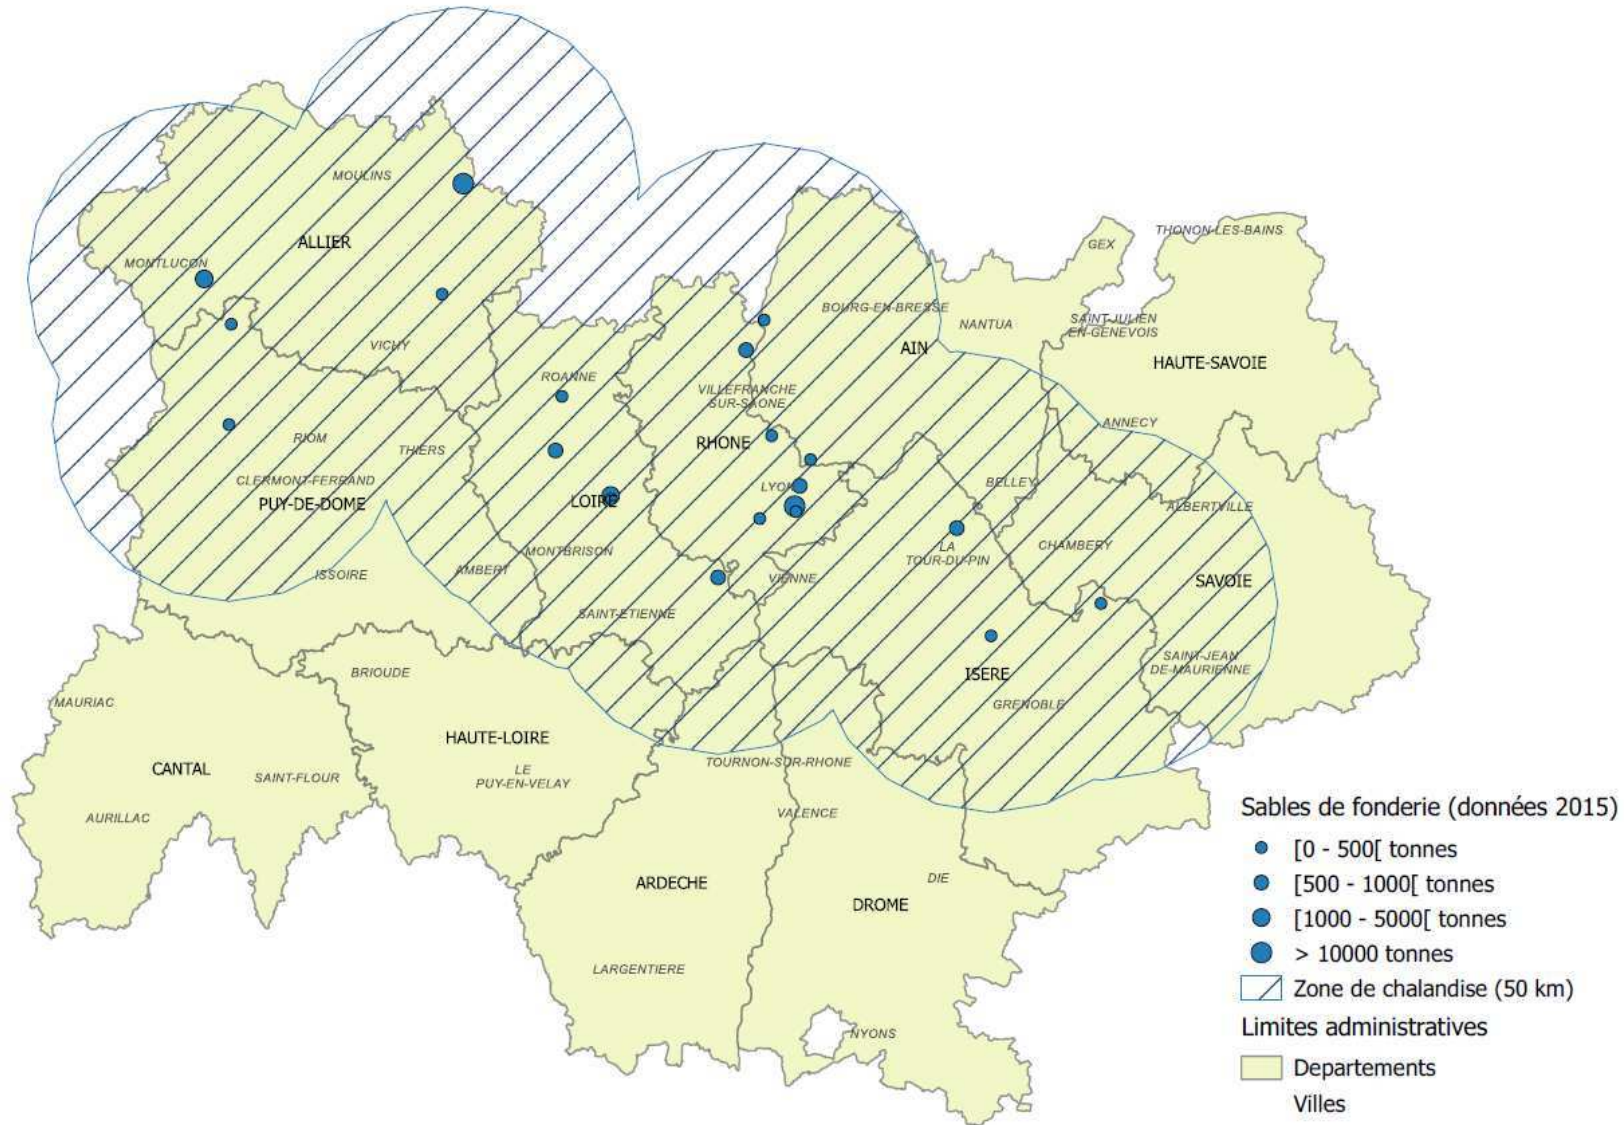 MOULINS
THONON-LES-BAINS
GEX
ALLIER
MONTLUCON
BOURG-EN-BRESSE
NANTUA
SAINT-JULIEN
EN-GENEVOIS
VICHY
AIN
HAUTE-SAVOIE
ROANNE
VILLEFRANCHE
SUR-SAONE
ANNECY
RIOM
THIERS
RHONE
CLERMONT-FERRAND
PUY-DE-DOME
LOIRE
LYON
BELLEY
ALBERTVILLE
MONTBRISON
LA
TOUR-DU-PIN
CHAMBERY
ISSOIRE
AMBERT
VIENNE
SAVOIE
SAINT-ETIENNE
SAINT-JEAN
DE-MAURIENNE
BRIOUDE
ISERE
MAURIAC
GRENOBLE
HAUTE-LOIRE
CANTAL
SAINT-FLOUR
LE
PUY-EN-VELAY
TOURNON-SUR-RHONE
AURILLAC
VALENCE
ARDECHE
DIE
DROME
LARGENTIERE
NYONS
Sables de fonderie (données 2015)
[0 - 500[ tonnes
[500 - 1000[ tonnes
[1000 - 5000[ tonnes
> 10000 tonnes
Zone de chalandise (50 km)
Limites administratives
Departements
Villes